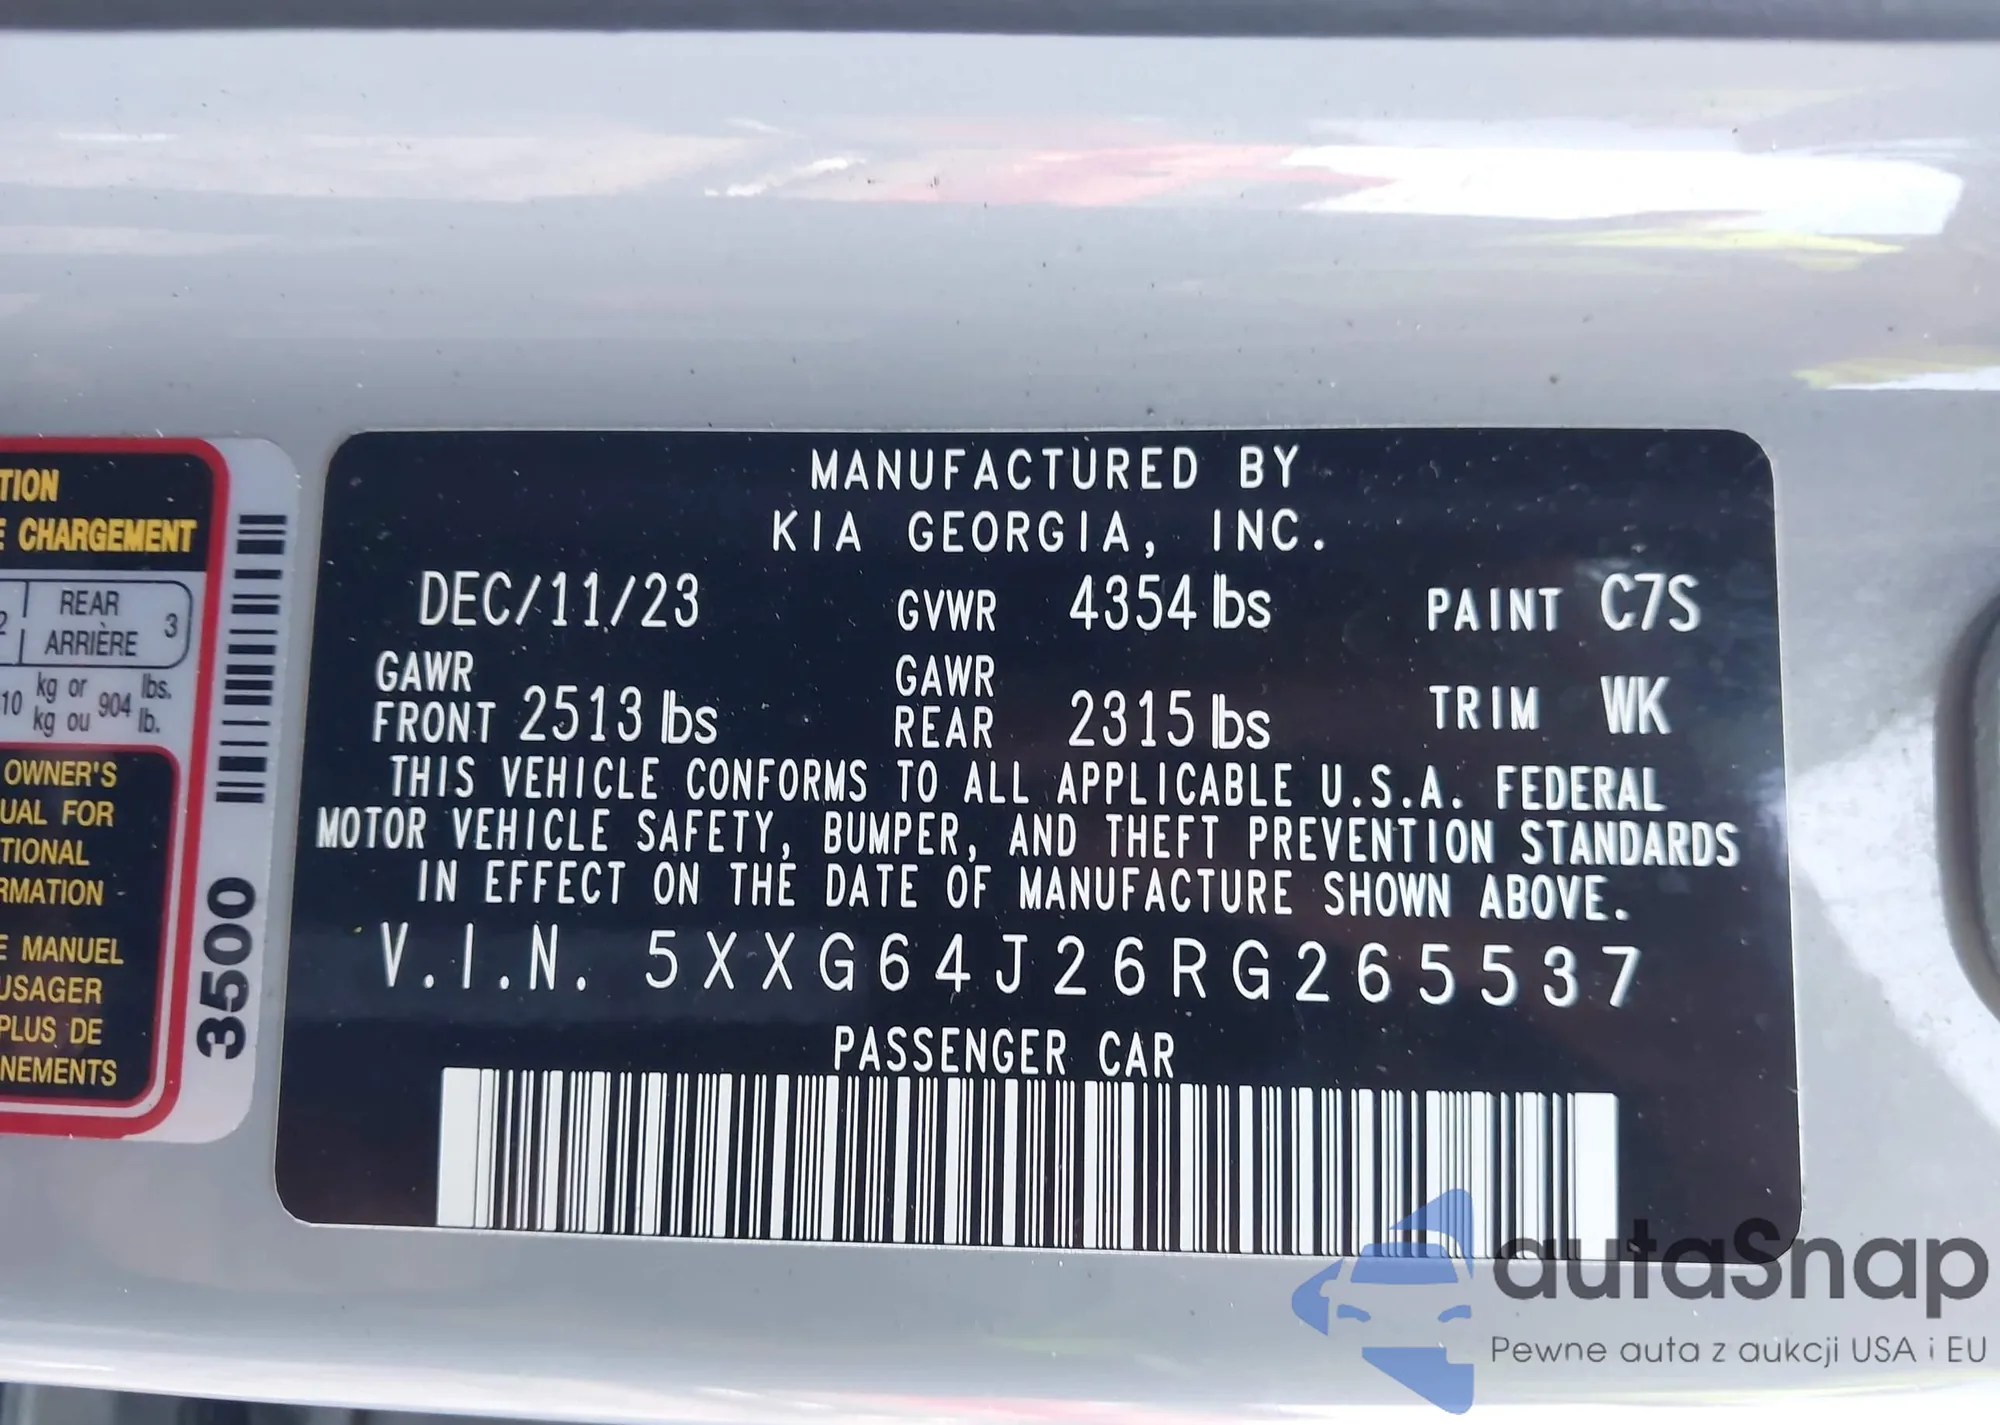 TION
E CHARGEMENT
2 REAR
ARRIÈRE 3
10 kg or 904 lbs.
kg ou lb.
OWNER'S
UAL FOR
TIONAL
RMATION
E MANUEL
USAGER
PLUS DE
NEMENTS
3500
MANUFACTURED BY
KIA GEORGIA, INC.
DEC/11/23 GVWR 4354 lbs PAINT C7S
GAWR FRONT 2513 lbs GAWR REAR 2315 lbs TRIM WK
THIS VEHICLE CONFORMS TO ALL APPLICABLE U.S.A. FEDERAL
MOTOR VEHICLE SAFETY, BUMPER, AND THEFT PREVENTION STANDARDS
IN EFFECT ON THE DATE OF MANUFACTURE SHOWN ABOVE.
V.I.N. 5XXG64J26RG265537
PASSENGER CAR
autaSnap
Pewne auta z aukcji USA i EU